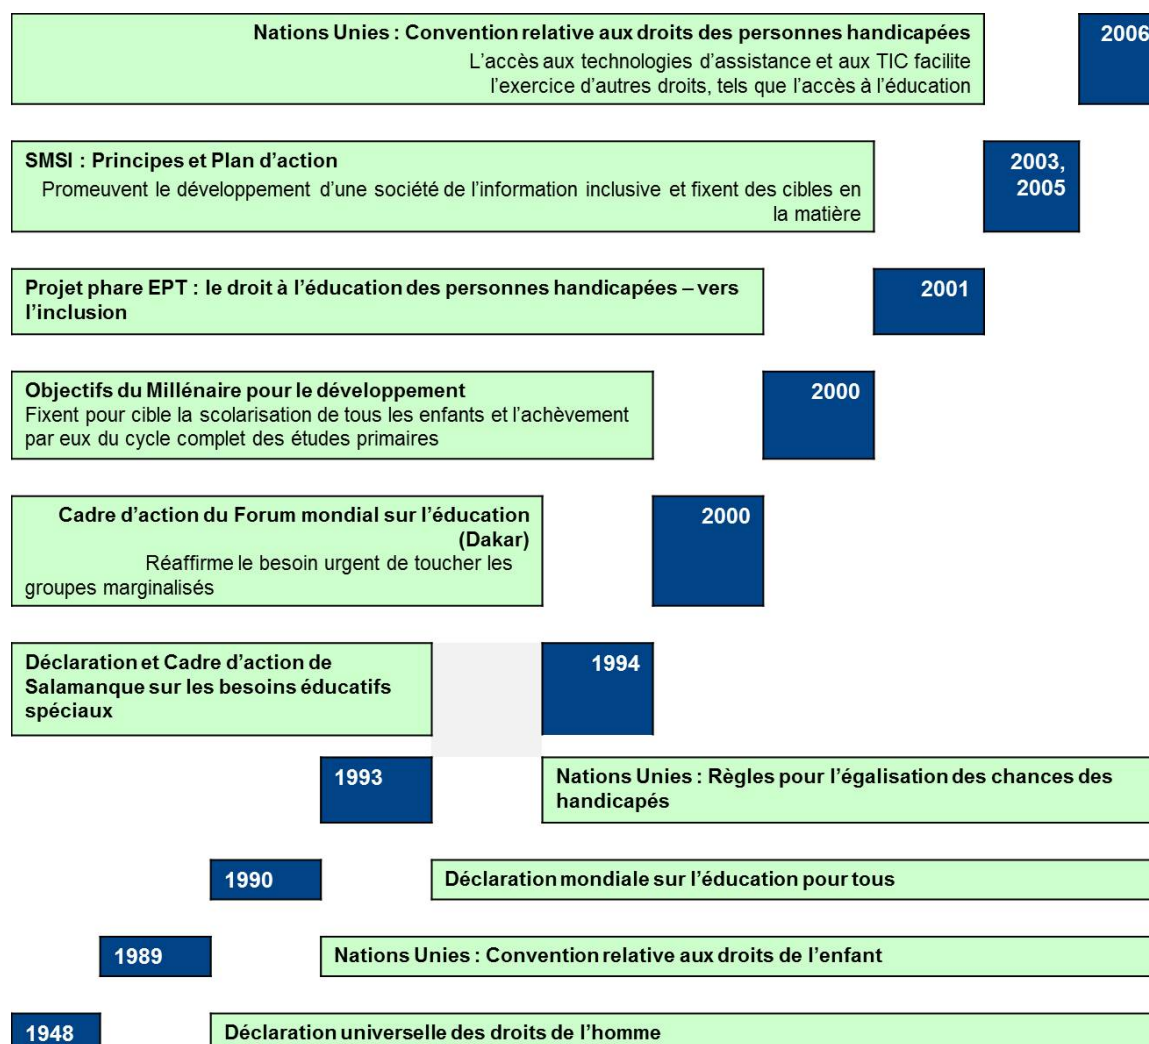 Nations Unies : Convention relative aux droits des personnes handicapées
L'accès aux technologies d'assistance et aux TIC facilite
l'exercice d'autres droits, tels que l'accès à l'éducation
2006
SMSI : Principes et Plan d'action
Promeuvent le développement d'une société de l'information inclusive et fixent des cibles en
la matière
2003,
2005
Projet phare EPT : le droit à l'éducation des personnes handicapées – vers
l'inclusion
2001
Objectifs du Millénaire pour le développement
Fixent pour cible la scolarisation de tous les enfants et l'achèvement
par eux du cycle complet des études primaires
2000
Cadre d'action du Forum mondial sur l'éducation
(Dakar)
Réaffirme le besoin urgent de toucher les
groupes marginalisés
2000
Déclaration et Cadre d'action de
Salamanque sur les besoins éducatifs
spéciaux
1994
1993
Nations Unies : Règles pour l'égalisation des chances des
handicapés
1990
Déclaration mondiale sur l'éducation pour tous
1989
Nations Unies : Convention relative aux droits de l'enfant
1948
Déclaration universelle des droits de l'homme